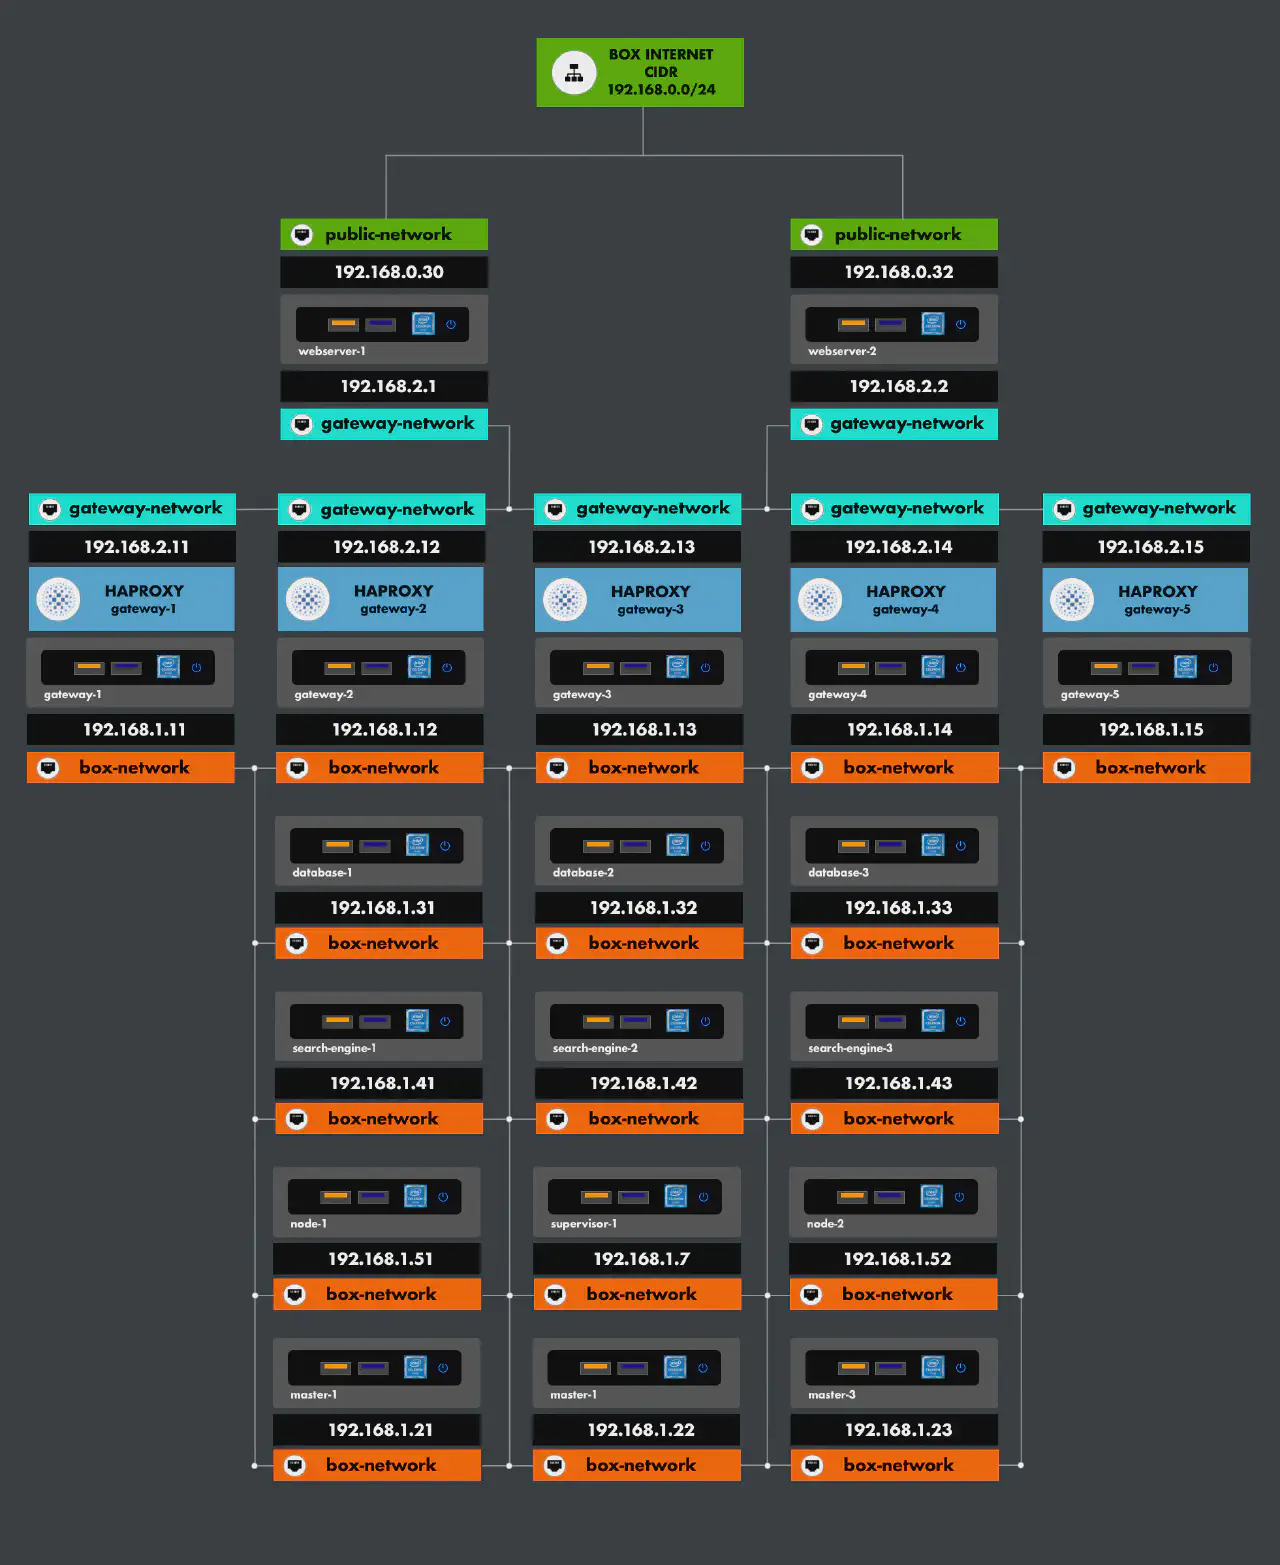 BOX INTERNET
CIDR
192.168.0.0/24
public-network
public-network
192.168.0.30
192.168.0.32
webserver-1
webserver-2
192.168.2.1
192.168.2.2
gateway-network
gateway-network
gateway-network
gateway-network
gateway-network
gateway-network
gateway-network
192.168.2.11
192.168.2.12
192.168.2.13
192.168.2.14
192.168.2.15
HAPROXY
gateway-1
HAPROXY
gateway-2
HAPROXY
gateway-3
HAPROXY
gateway-4
HAPROXY
gateway-5
gateway-1
gateway-2
gateway-3
gateway-4
gateway-5
192.168.1.11
192.168.1.12
192.168.1.13
192.168.1.14
192.168.1.15
box-network
box-network
box-network
box-network
box-network
database-1
database-2
database-3
192.168.1.31
192.168.1.32
192.168.1.33
box-network
box-network
box-network
search-engine-1
search-engine-2
search-engine-3
192.168.1.41
192.168.1.42
192.168.1.43
box-network
box-network
box-network
node-1
supervisor-1
node-2
192.168.1.51
192.168.1.7
192.168.1.52
box-network
box-network
box-network
master-1
master-1
master-3
192.168.1.21
192.168.1.22
192.168.1.23
box-network
box-network
box-network